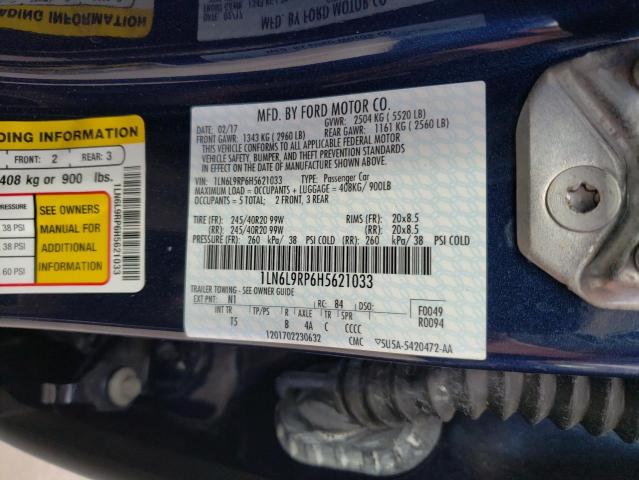 ADING INFORMATION
02/17
MFD. BY FORD MOTOR CO.
MFD. BY FORD MOTOR CO.
DATE: 02/17 GVWR: 2504 KG ( 5520 LB)
FRONT GAWR: 1343 KG ( 2960 LB) REAR GAWR: 1161 KG ( 2560 LB)
THIS VEHICLE CONFORMS TO ALL APPLICABLE FEDERAL MOTOR
VEHICLE SAFETY, BUMPER, AND THEFT PREVENTION STANDARDS
IN EFFECT ON THE DATE OF MANUFACTURE SHOWN ABOVE.
VIN: 1LN6L9RP6H5621033 TYPE: Passenger Car
MAXIMUM LOAD = OCCUPANTS + LUGGAGE = 408KG/ 900LB
OCCUPANTS = 5 TOTAL: 2 FRONT, 3 REAR
TIRE (FR): 245/40R20 99W RIMS (FR): 20x8.5
TIRE (RR): 245/40R20 99W RIMS (RR): 20x8.5
PRESSURE (FR): 260 kPa/ 38 PSI COLD (RR): 260 kPa/ 38 PSI COLD
1LN6L9RP6H5621033
TRAILER TOWING - SEE OWNER GUIDE
EXT PNT: N1 RC: 84 DSO:
INT TR TP/PS R AXLE TR SPR
T5 B 4A C CCCC
1201702230632 CMC
F0049
R0094
5U5A-5420472-AA
DING INFORMATION
FRONT: 2 REAR: 3
408 kg or 900 lbs.
PRESSURE
38 PSI
38 PSI
60 PSI
SEE OWNERS
MANUAL FOR
ADDITIONAL
INFORMATION
1LN6L9RP6H5621033